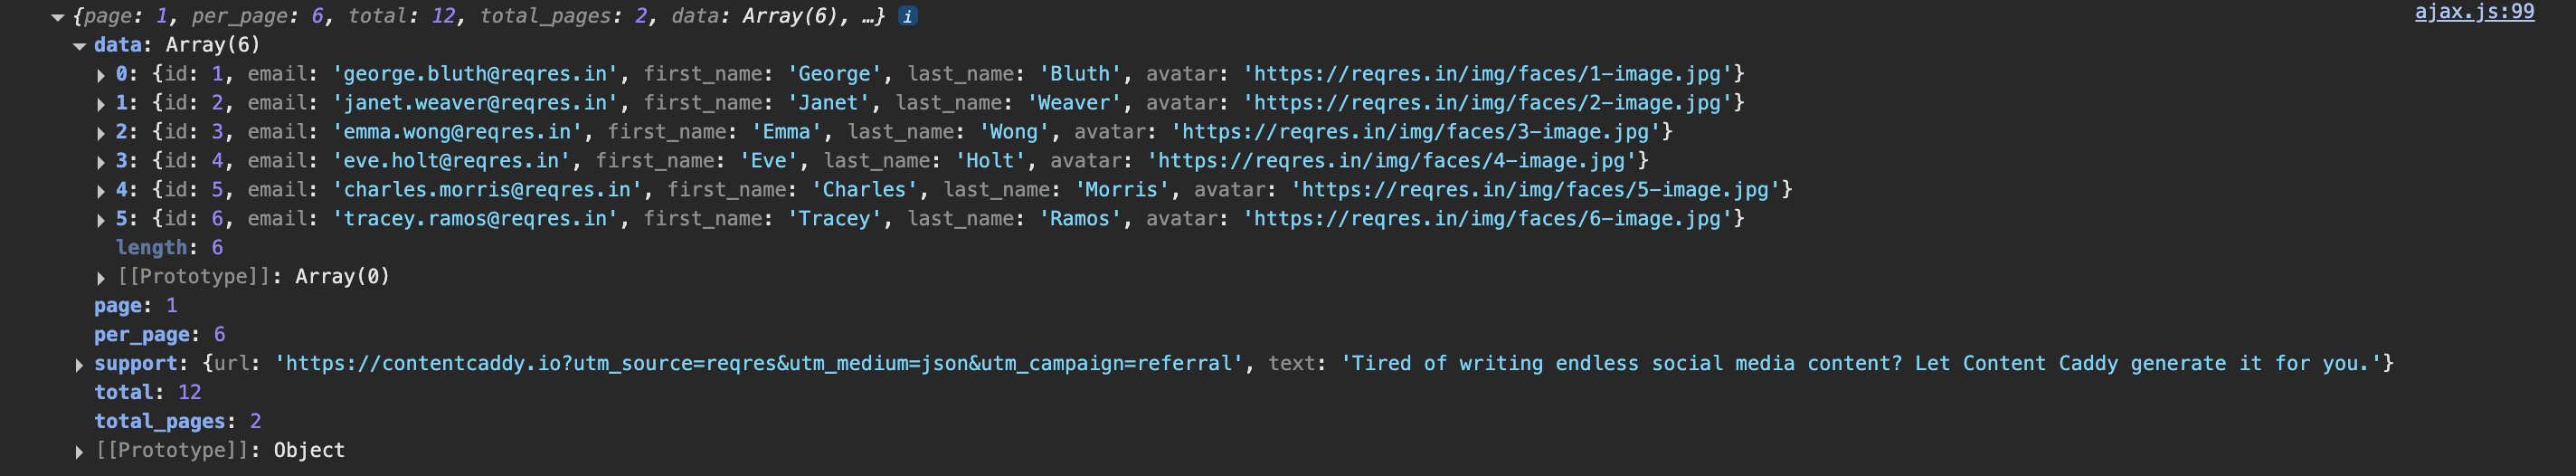 {page: 1, per_page: 6, total: 12, total_pages: 2, data: Array(6), …} i ajax.js:99
data: Array(6)
0: {id: 1, email: 'george.bluth@reqres.in', first_name: 'George', last_name: 'Bluth', avatar: 'https://reqres.in/img/faces/1-image.jpg'}
1: {id: 2, email: 'janet.weaver@reqres.in', first_name: 'Janet', last_name: 'Weaver', avatar: 'https://reqres.in/img/faces/2-image.jpg'}
2: {id: 3, email: 'emma.wong@reqres.in', first_name: 'Emma', last_name: 'Wong', avatar: 'https://reqres.in/img/faces/3-image.jpg'}
3: {id: 4, email: 'eve.holt@reqres.in', first_name: 'Eve', last_name: 'Holt', avatar: 'https://reqres.in/img/faces/4-image.jpg'}
4: {id: 5, email: 'charles.morris@reqres.in', first_name: 'Charles', last_name: 'Morris', avatar: 'https://reqres.in/img/faces/5-image.jpg'}
5: {id: 6, email: 'tracey.ramos@reqres.in', first_name: 'Tracey', last_name: 'Ramos', avatar: 'https://reqres.in/img/faces/6-image.jpg'}
length: 6
[[Prototype]]: Array(0)
page: 1
per_page: 6
support: {url: 'https://contentcaddy.io?utm_source=reqres&utm_medium=json&utm_campaign=referral', text: 'Tired of writing endless social media content? Let Content Caddy generate it for you.'}
total: 12
total_pages: 2
[[Prototype]]: Object